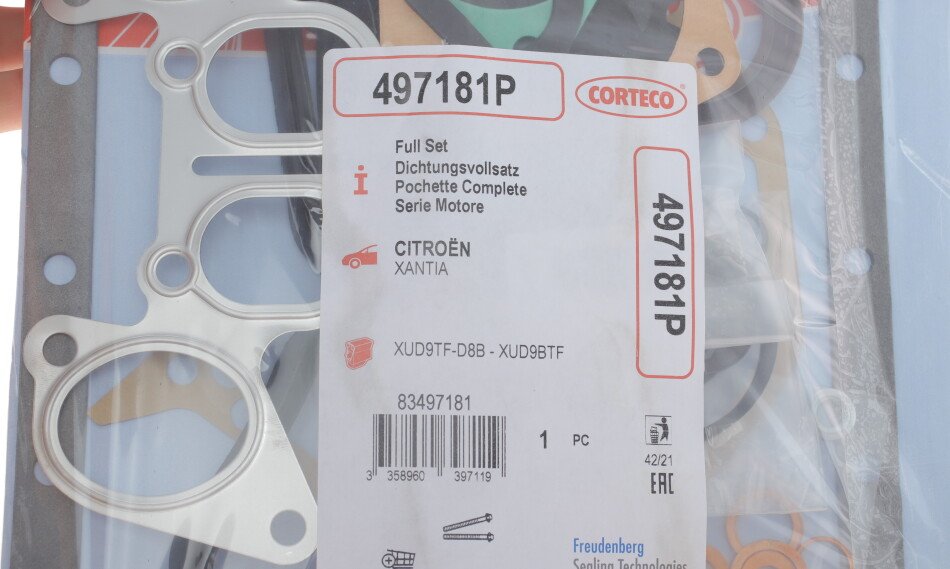 497181P
CORTECO
Full Set
Dichtungsvollsatz
Pochette Complete
Serie Motore
497181P
CITROËN
XANTIA
XUD9TF-D8B - XUD9BTF
83497181
3 358960 397119
1 PC
42/21
EAC
Freudenberg
Sealing Technologies